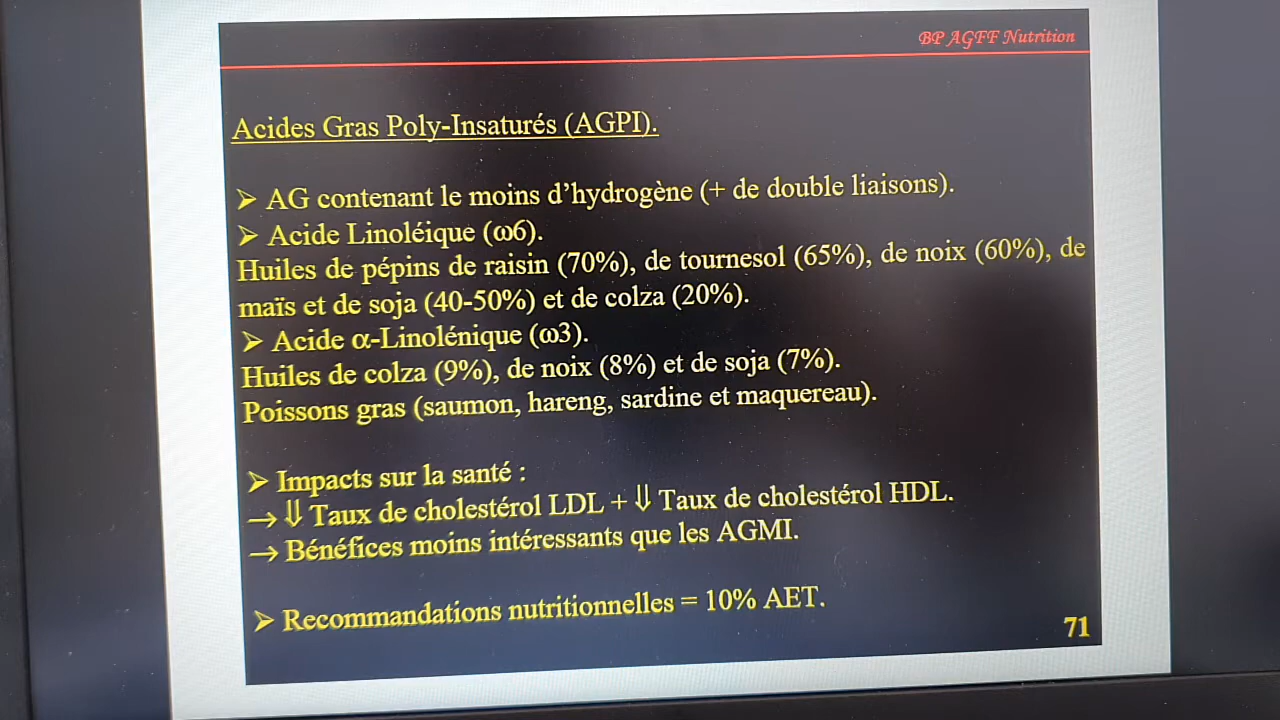 BP AGFF Nutrition
Acides Gras Poly-Insaturés (AGPI).
➢ AG contenant le moins d’hydrogène (+ de double liaisons).
➢ Acide Linoléique (ω6).
Huiles de pépins de raisin (70%), de tournesol (65%), de noix (60%), de
maïs et de soja (40-50%) et de colza (20%).
➢ Acide α-Linolénique (ω3).
Huiles de colza (9%), de noix (8%) et de soja (7%).
Poissons gras (saumon, hareng, sardine et maquereau).
➢ Impacts sur la santé :
→ ⇓ Taux de cholestérol LDL + ⇓ Taux de cholestérol HDL.
→ Bénéfices moins intéressants que les AGMI.
➢ Recommandations nutritionnelles = 10% AET.
71